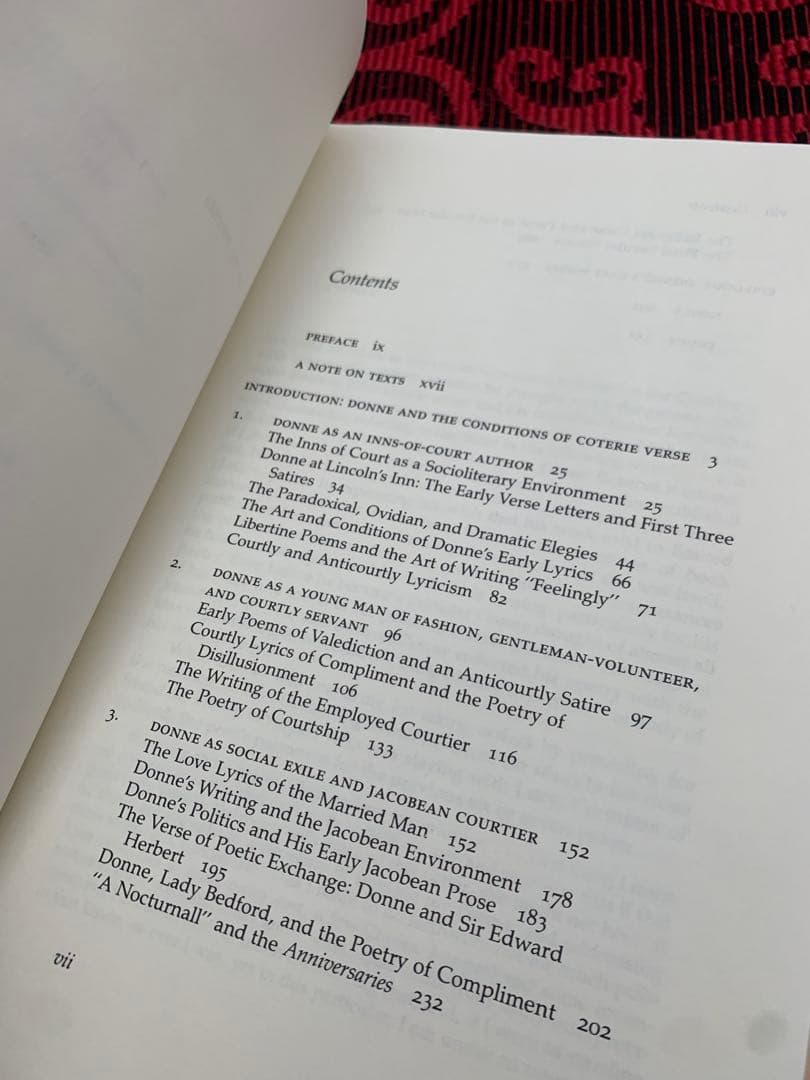 Contents
PREFACE ix
A NOTE ON TEXTS xvii
INTRODUCTION: DONNE AND THE CONDITIONS OF COTERIE VERSE 3
1. DONNE AS AN INNS-OF-COURT AUTHOR 25
The Inns of Court as a Socioliterary Environment 25
Donne at Lincoln's Inn: The Early Verse Letters and First Three
Satires 34
The Paradoxical, Ovidian, and Dramatic Elegies 44
The Art and Conditions of Donne's Early Lyrics 66
Libertine Poems and the Art of Writing "Feelingly" 71
Courtly and Anticourtly Lyricism 82
2. DONNE AS A YOUNG MAN OF FASHION, GENTLEMAN-VOLUNTEER,
AND COURTLY SERVANT 96
Early Poems of Valediction and an Anticourtly Satire 97
Courtly Lyrics of Compliment and the Poetry of
Disillusionment 106
The Writing of the Employed Courtier 116
The Poetry of Courtship 133
3. DONNE AS SOCIAL EXILE AND JACOBEAN COURTIER 152
The Love Lyrics of the Married Man 152
Donne's Writing and the Jacobean Environment 178
Donne's Politics and His Early Jacobean Prose 183
The Verse of Poetic Exchange: Donne and Sir Edward
Herbert 195
Donne, Lady Bedford, and the Poetry of Compliment 202
"A Nocturnall" and the Anniversaries 232
vii